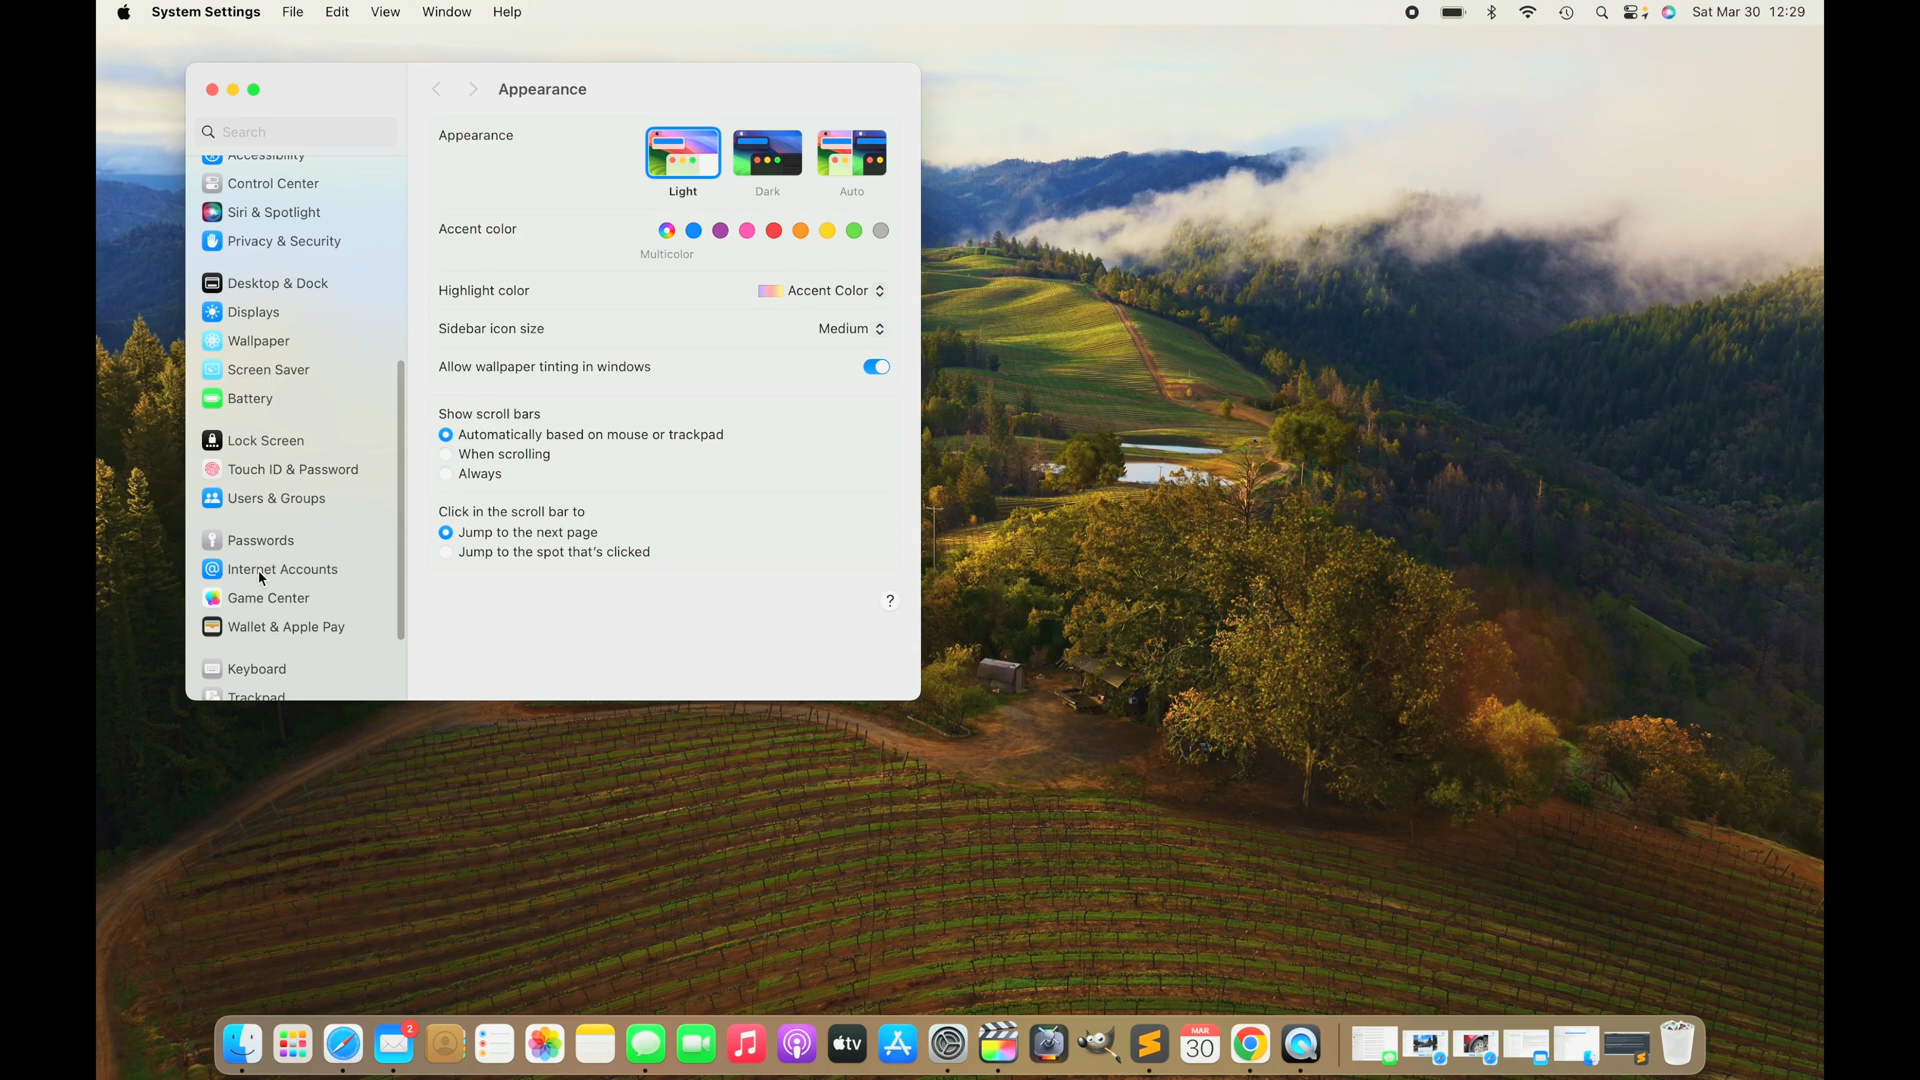 System Settings File Edit View Window Help Sat Mar 30 12:29
Appearance
Search
Accessibility
Control Center
Siri & Spotlight
Privacy & Security
Desktop & Dock
Displays
Wallpaper
Screen Saver
Battery
Lock Screen
Touch ID & Password
Users & Groups
Passwords
Internet Accounts
Game Center
Wallet & Apple Pay
Keyboard
Trackpad
Appearance
Light Dark Auto
Accent color
Multicolor
Highlight color Accent Color
Sidebar icon size Medium
Allow wallpaper tinting in windows
Show scroll bars
Automatically based on mouse or trackpad
When scrolling
Always
Click in the scroll bar to
Jump to the next page
Jump to the spot that's clicked
?
2
tv
MAR
30